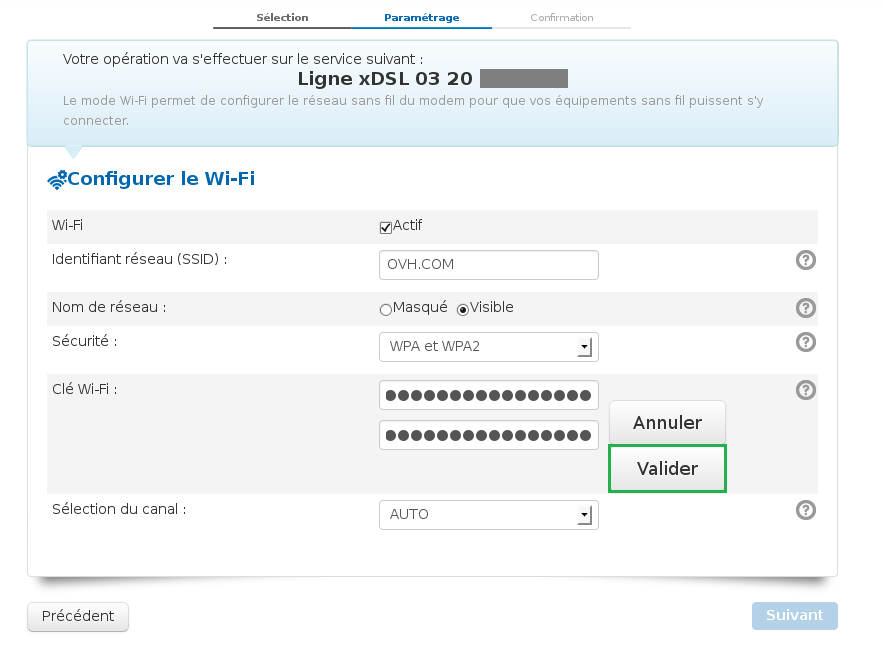 Sélection Paramétrage Confirmation
Votre opération va s'effectuer sur le service suivant :
Ligne xDSL 03 20
Le mode Wi-Fi permet de configurer le réseau sans fil du modem pour que vos équipements sans fil puissent s'y
connecter.
Configurer le Wi-Fi
Wi-Fi Actif
Identifiant réseau (SSID) : OVH.COM ?
Nom de réseau : Masqué Visible ?
Sécurité : WPA et WPA2 ?
Clé Wi-Fi : ?
Annuler
Valider
Sélection du canal : AUTO ?
Précédent Suivant